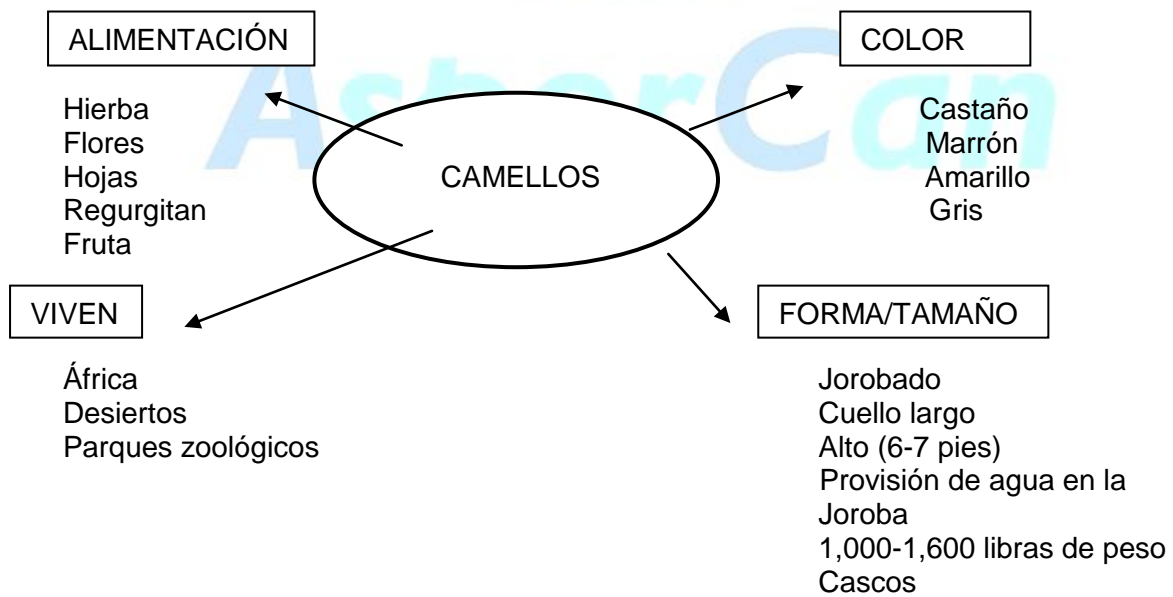 ALIMENTACIÓN
Hierba
Flores
Hojas
Regurgitan
Fruta
COLOR
Castaño
Marrón
Amarillo
Gris
CAMELLOS
VIVEN
África
Desiertos
Parques zoológicos
FORMA/TAMAÑO
Jorobado
Cuello largo
Alto (6-7 pies)
Provisión de agua en la
Joroba
1,000-1,600 libras de peso
Cascos